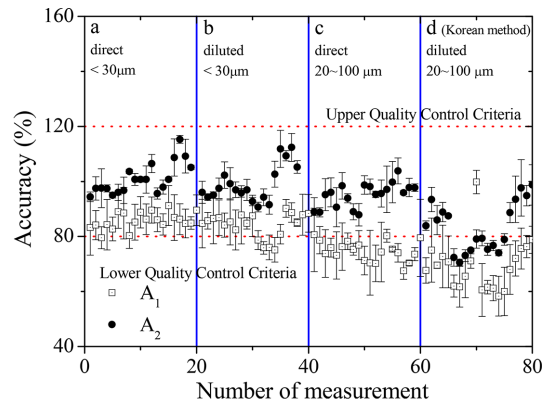 160
120
80
40
Accuracy (%)
a
direct
< 30μm
b
diluted
< 30μm
c
direct
20~100 μm
d (Korean method)
diluted
20~100 μm
Upper Quality Control Criteria
Lower Quality Control Criteria
A1
A2
0 20 40 60 80
Number of measurement